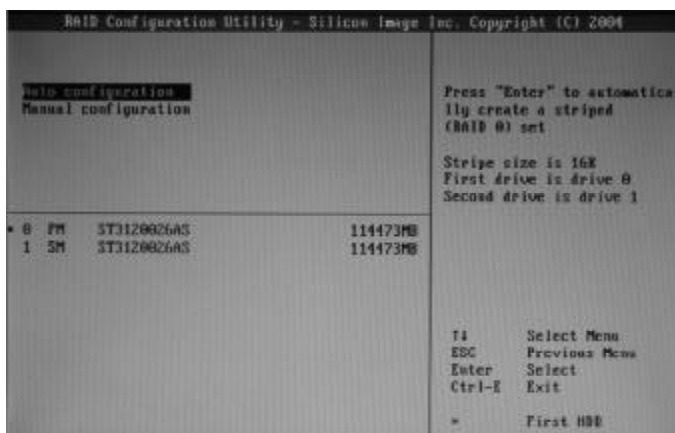 RAID Configuration Utility - Silicon Image Inc. Copyright (C) 2004
Auto configuration
Manual configuration
Press "Enter" to automatica
lly create a striped
(RAID 0) set
Stripe size is 16K
First drive is drive 0
Second drive is drive 1
* 0 PM ST3120026AS 114473MB
1 SM ST3120026AS 114473MB
↑↓ Select Menu
ESC Previous Menu
Enter Select
Ctrl-E Exit
* First HDD